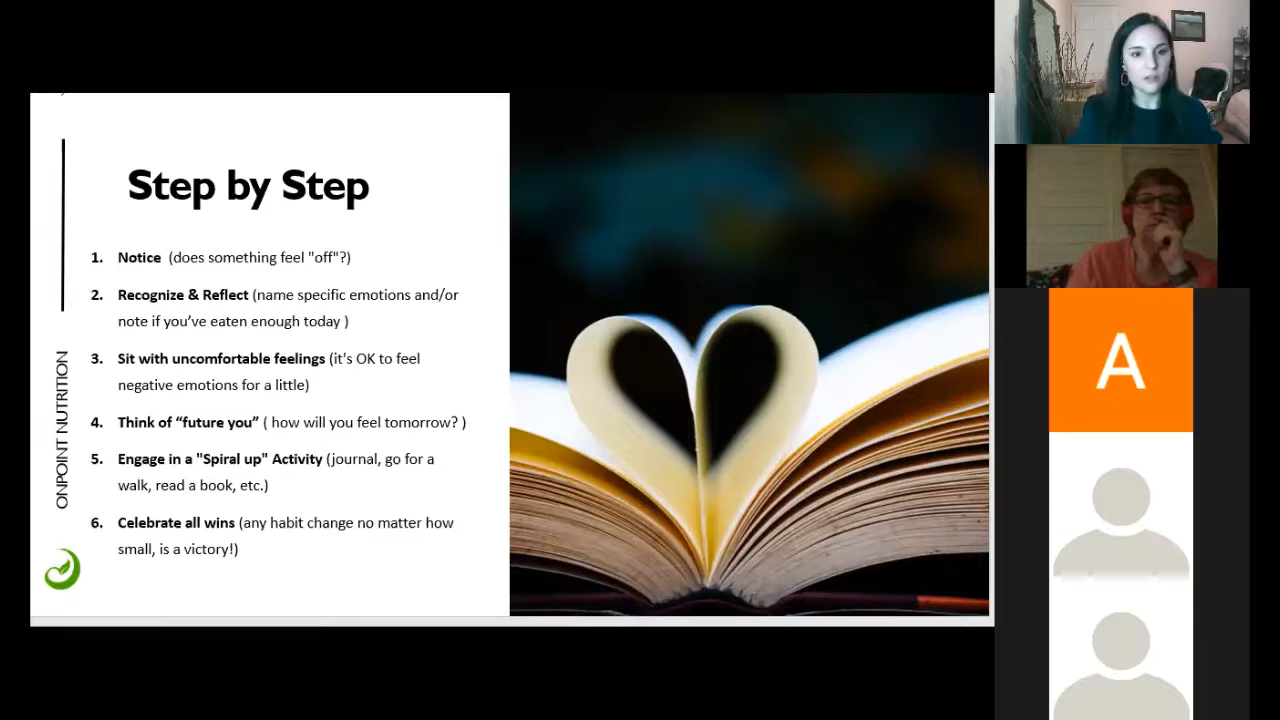 Step by Step
1. Notice (does something feel "off"?)
2. Recognize & Reflect (name specific emotions and/or
note if you’ve eaten enough today )
3. Sit with uncomfortable feelings (it's OK to feel
negative emotions for a little)
4. Think of “future you” ( how will you feel tomorrow? )
5. Engage in a "Spiral up" Activity (journal, go for a
walk, read a book, etc.)
6. Celebrate all wins (any habit change no matter how
small, is a victory!)
ONPOINT NUTRITION
A